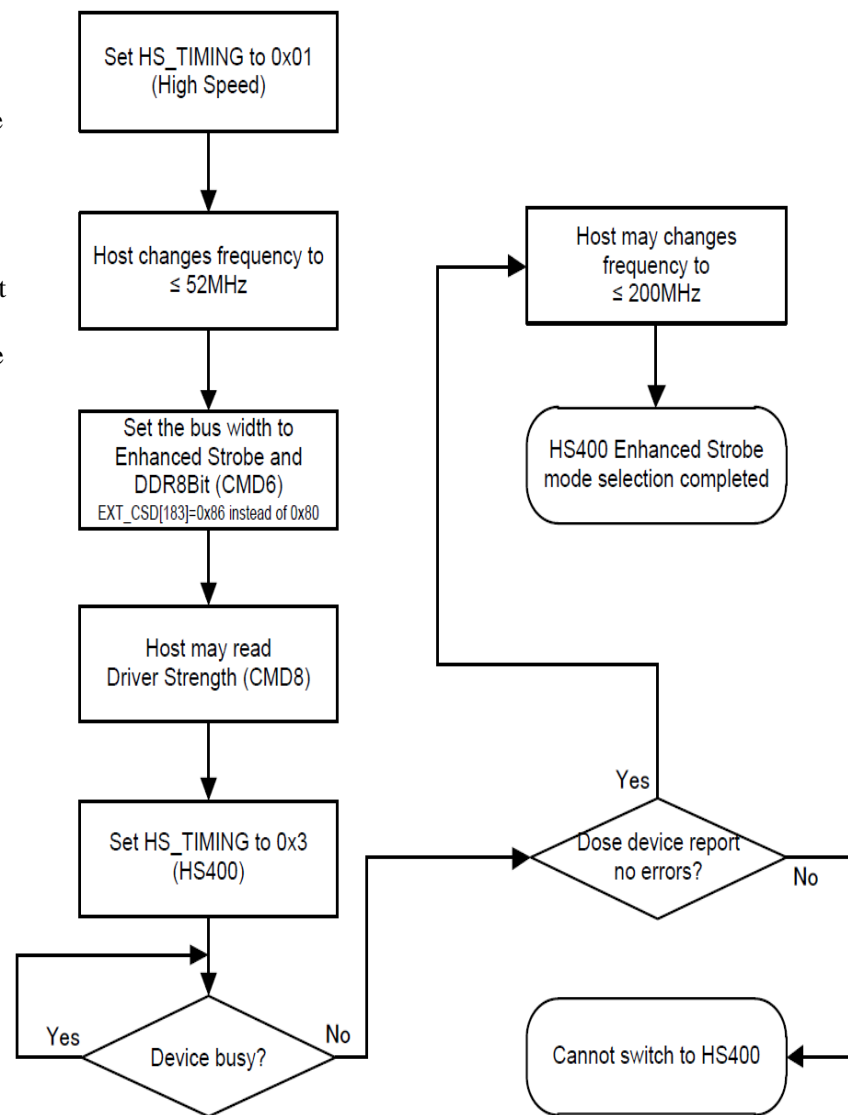 Set HS_TIMING to 0x01
(High Speed)
e
Host changes frequency to
≤ 52MHz
t
e
Set the bus width to
Enhanced Strobe and
DDR8Bit (CMD6)
EXT_CSD[183]=0x86 instead of 0x80
Host may read
Driver Strength (CMD8)
Set HS_TIMING to 0x3
(HS400)
Device busy?
Yes
No
Dose device report
no errors?
Yes
No
Host may changes
frequency to
≤ 200MHz
HS400 Enhanced Strobe
mode selection completed
Cannot switch to HS400